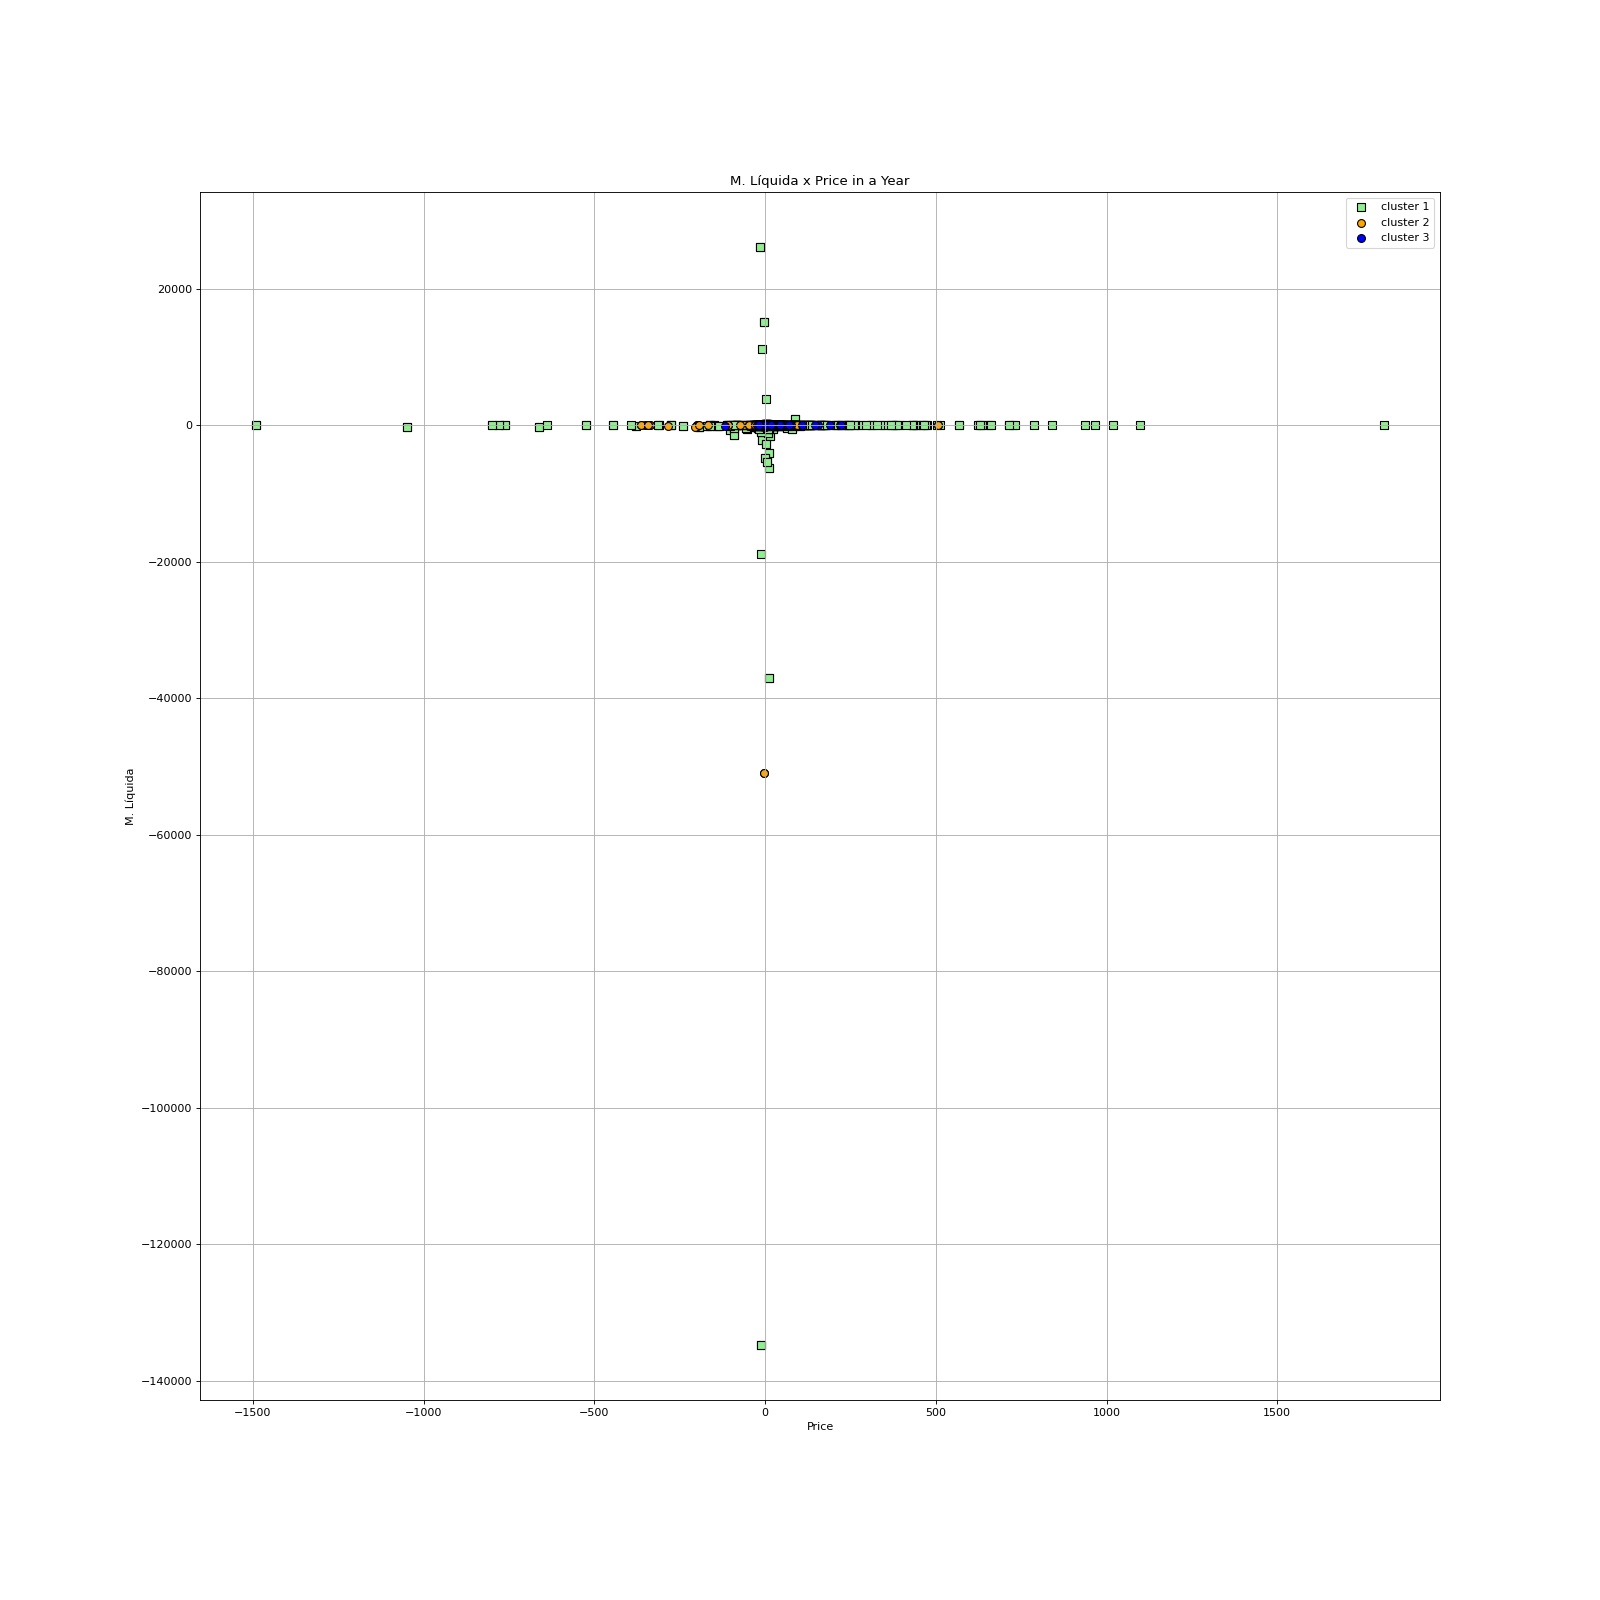 M. Líquida x Price in a Year
cluster 1
cluster 2
cluster 3
20000
0
−20000
−40000
−60000
−80000
−100000
−120000
−140000
M. Líquida
−1500
−1000
−500
0
500
1000
1500
Price